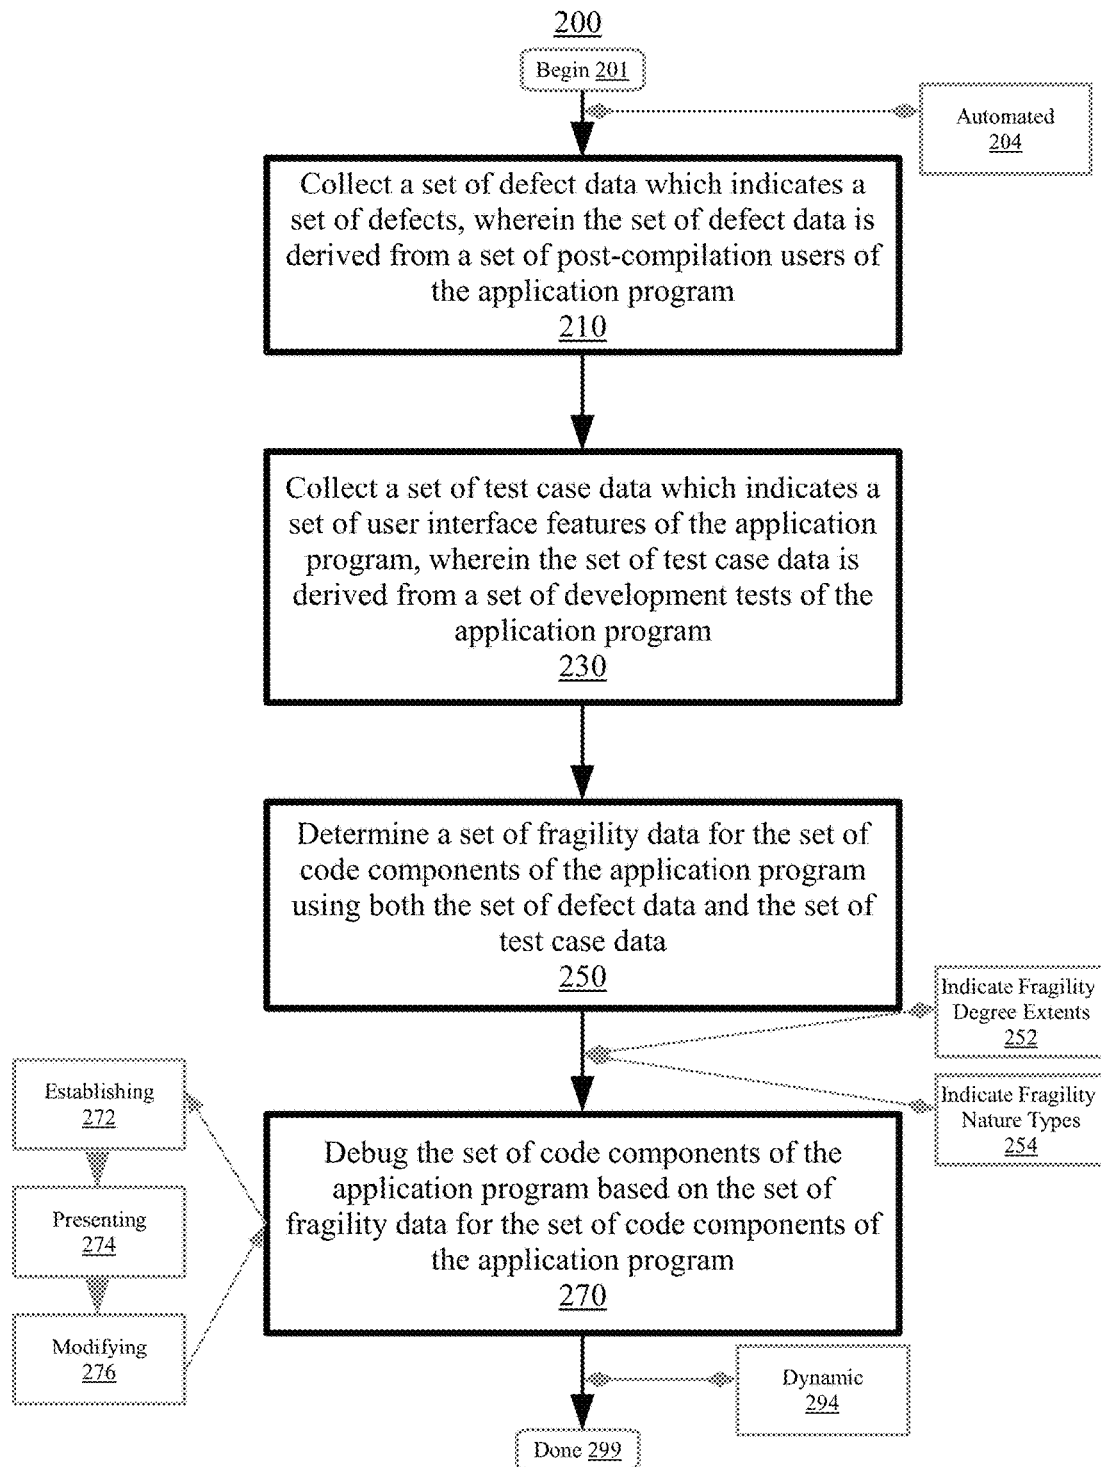 200
Begin 201
Automated
204
Collect a set of defect data which indicates a
set of defects, wherein the set of defect data is
derived from a set of post-compilation users of
the application program
210
Collect a set of test case data which indicates a
set of user interface features of the application
program, wherein the set of test case data is
derived from a set of development tests of the
application program
230
Determine a set of fragility data for the set of
code components of the application program
using both the set of defect data and the set of
test case data
250
Indicate Fragility
Degree Extents
252
Indicate Fragility
Nature Types
254
Establishing
272
Presenting
274
Modifying
276
Debug the set of code components of the
application program based on the set of
fragility data for the set of code components of
the application program
270
Dynamic
294
Done 299